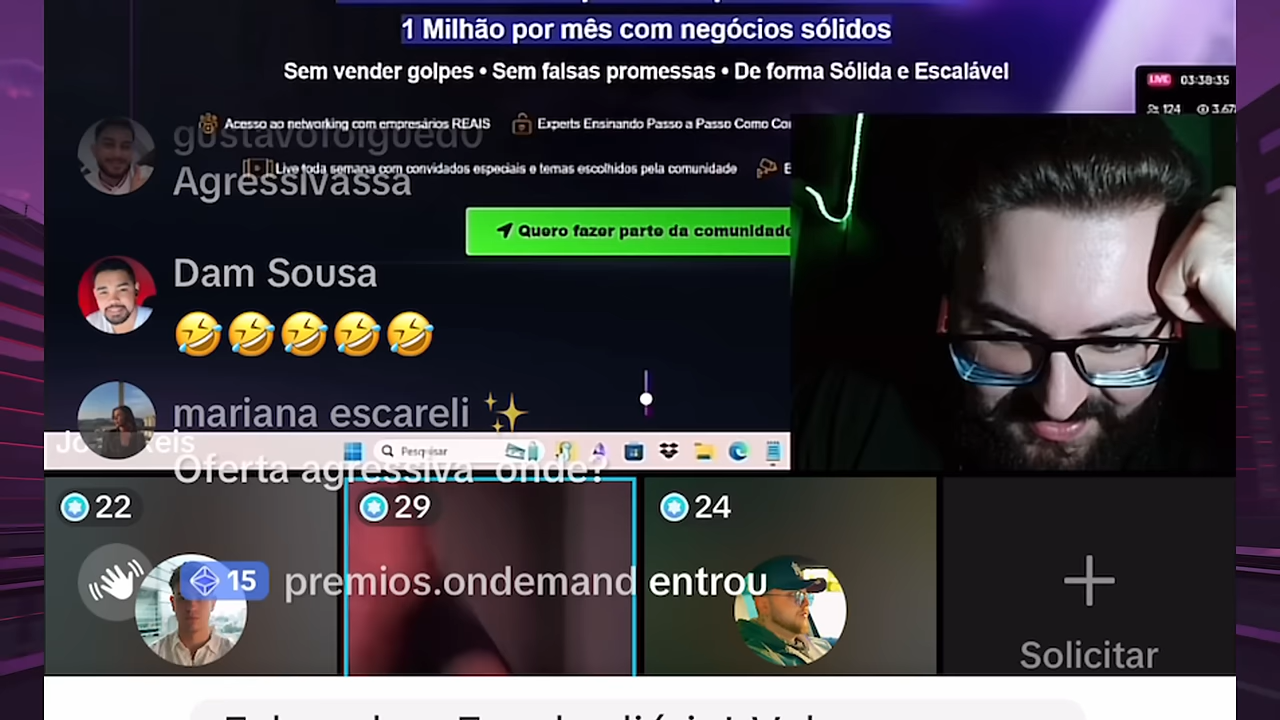 1 Milhão por mês com negócios sólidos
Sem vender golpes • Sem falsas promessas • De forma Sólida e Escalável
LIVE 03:38:35
124 3.67
Acesso ao networking com empresários REAIS
Experts Ensinando Passo a Passo Como
gustavofolguedo
Live toda semana com convidados especiais e temas escolhidos pela comunidade
Agressivassa
Quero fazer parte da comunidade
Dam Sousa
🤣🤣🤣🤣🤣
mariana escareli ✨
Pesquisar
Oferta agressiva onde?
22
29
24
15 premios.ondemand entrou
Solicitar